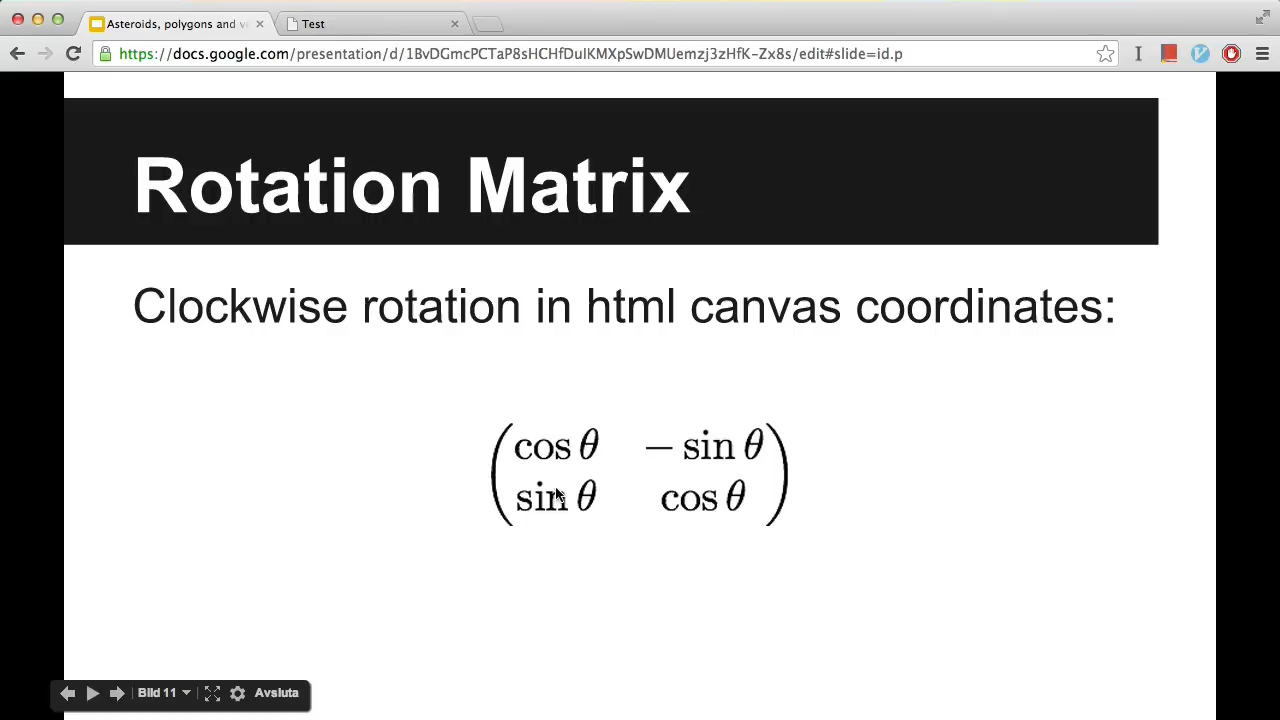 Asteroids, polygons and ve
Test
https://docs.google.com/presentation/d/1BvDGmcPCTaP8sHCHfDuIKMXpSwDMUemzj3zHfK-Zx8s/edit#slide=id.p
Rotation Matrix
Clockwise rotation in html canvas coordinates:
cos θ − sin θ
sin θ cos θ
Bild 11 Avsluta